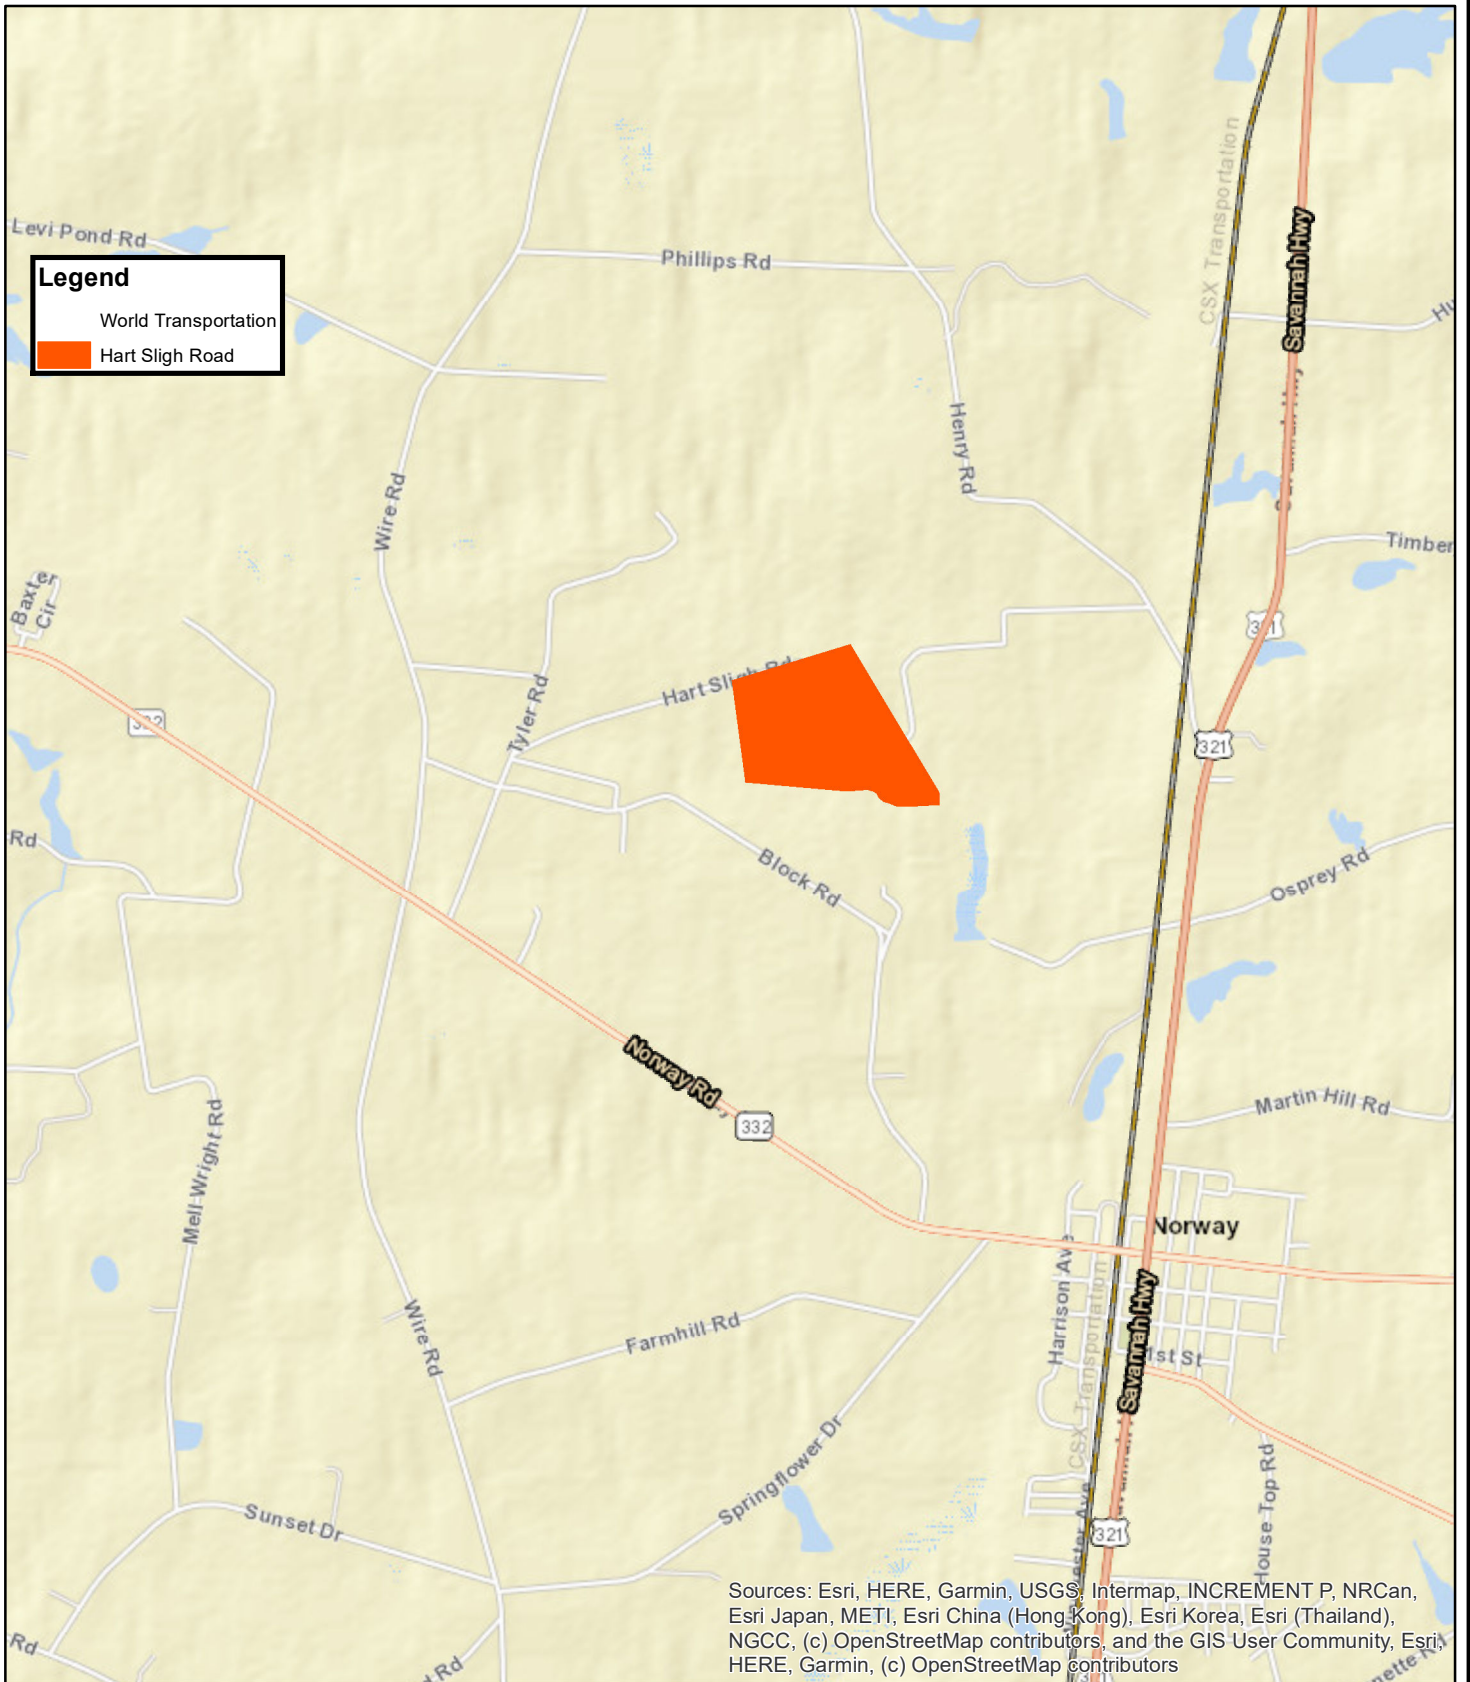 Levi Pond Rd
Legend
World Transportation
Hart Sligh Road
Phillips Rd
CSX Transportation
Savannah Hwy
Henry Rd
Wire Rd
Timber
Baxter
Cir
321
Hart Sligh Rd
Tyler Rd
332
321
Rd
Block Rd
Osprey Rd
Norway Rd
332
Martin Hill Rd
Mell Wright Rd
Norway
Harrison Ave
CSX Transportation
Savannah Hwy
1st St
Wire Rd
Farmhill Rd
Springflower Dr
House Top Rd
Sunset Dr
321
Sources: Esri, HERE, Garmin, USGS, Intermap, INCREMENT P, NRCan,
Esri Japan, METI, Esri China (Hong Kong), Esri Korea, Esri (Thailand),
NGCC, (c) OpenStreetMap contributors, and the GIS User Community, Esri,
HERE, Garmin, (c) OpenStreetMap contributors
Rd
Rd